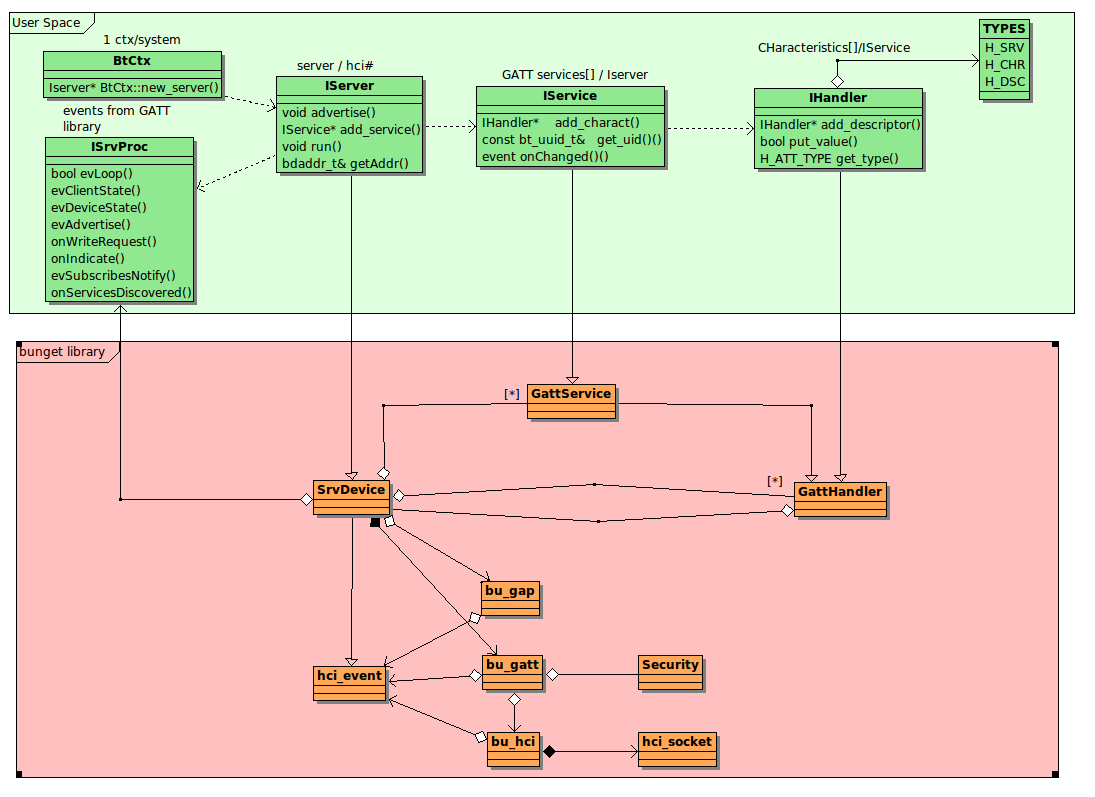 User Space
1 ctx/system
BtCtx
Iserver* BtCtx::new_server()
events from GATT
library
ISrvProc
bool evLoop()
evClientState()
evDeviceState()
evAdvertise()
onWriteRequest()
onIndicate()
evSubscribesNotify()
onServicesDiscovered()
server / hci#
IServer
void advertise()
IService* add_service()
void run()
bdaddr_t& getAddr()
GATT services[] / Iserver
IService
IHandler* add_charact()
const bt_uuid_t& get_uid()()
event onChanged()()
CHaracteristics[]/IService
IHandler
IHandler* add_descriptor()
bool put_value()
H_ATT_TYPE get_type()
TYPES
H_SRV
H_CHR
H_DSC
bunget library
[*]
GattService
SrvDevice
[*]
GattHandler
bu_gap
hci_event
bu_gatt
Security
bu_hci
hci_socket